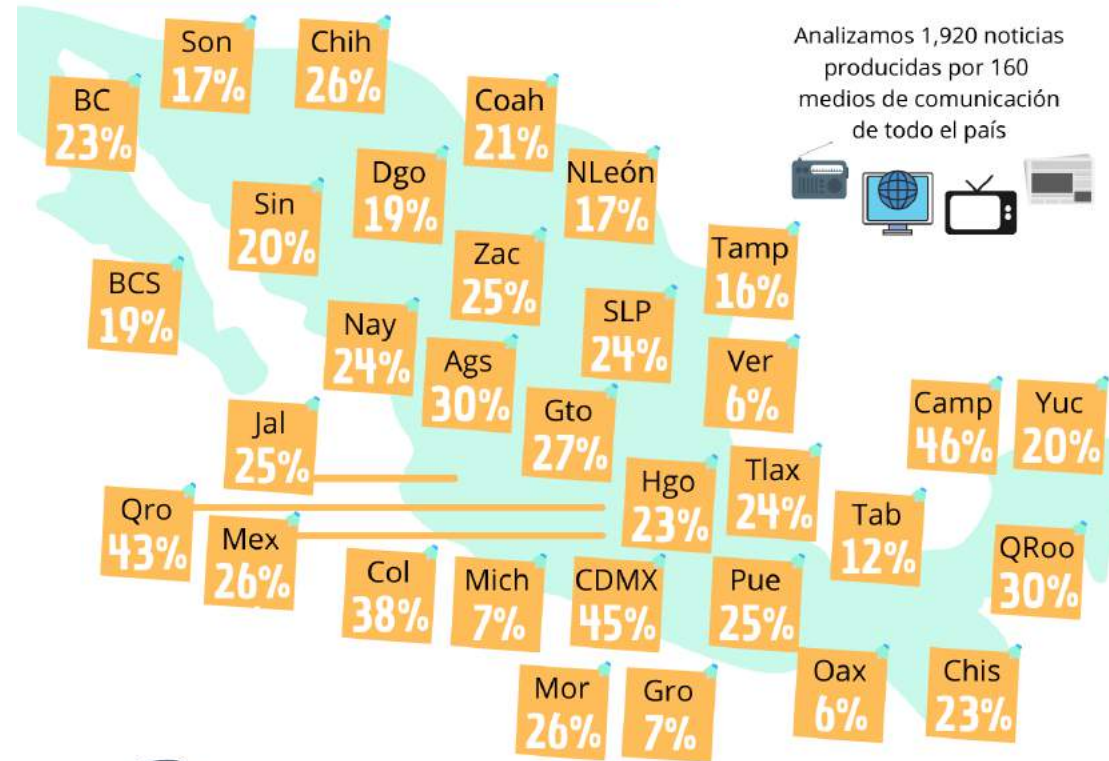 Analizamos 1,920 noticias
producidas por 160
medios de comunicación
de todo el país
Son
17%
Chih
26%
BC
23%
Coah
21%
Dgo
19%
NLeón
17%
Sin
20%
Zac
25%
Tamp
16%
BCS
19%
SLP
24%
Nay
24%
Ags
30%
Ver
6%
Gto
27%
Camp
46%
Yuc
20%
Jal
25%
Hgo
23%
Tlax
24%
Qro
43%
Mex
26%
Tab
12%
QRoo
30%
Col
38%
Mich
7%
CDMX
45%
Pue
25%
Mor
26%
Gro
7%
Oax
6%
Chis
23%